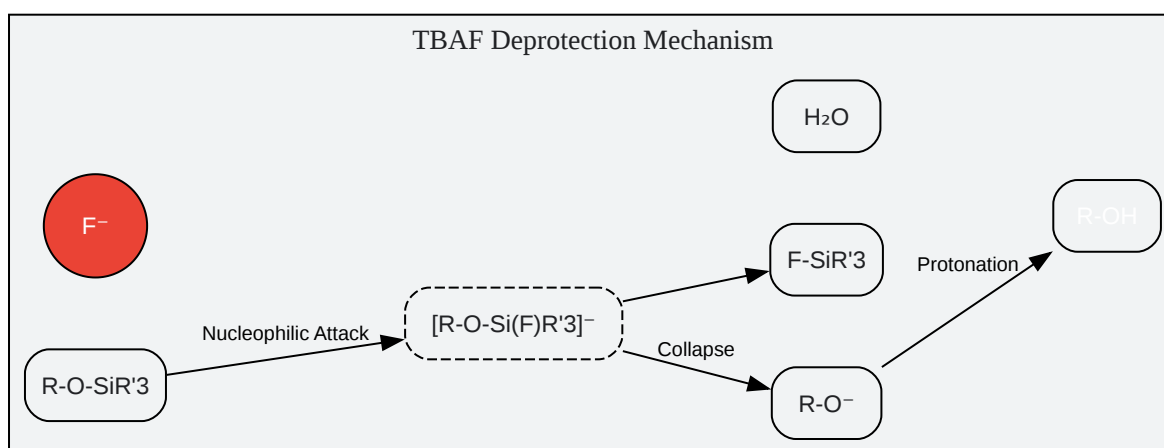 TBAF Deprotection Mechanism
H₂O
F⁻
R-OH
F-SiR'3
Protonation
[R-O-Si(F)R'3]⁻
Nucleophilic Attack
Collapse
R-O-SiR'3
R-O⁻